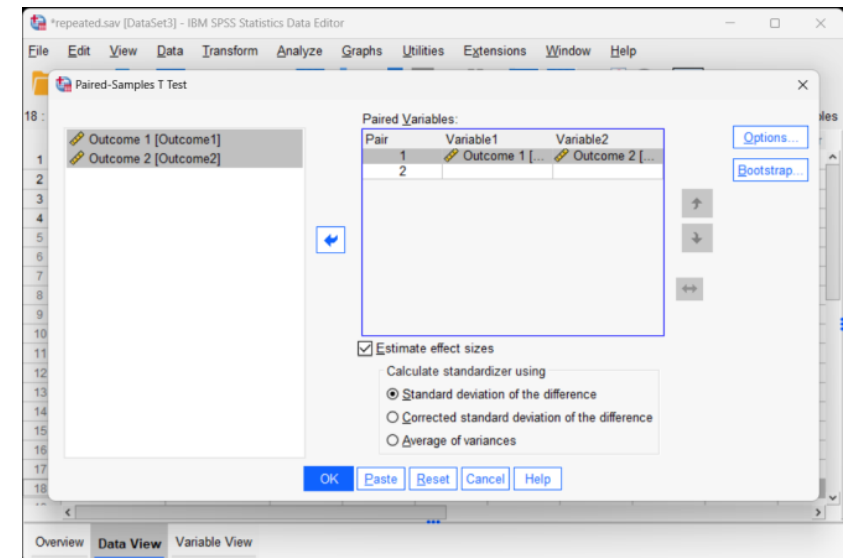 *repeated.sav [DataSet3] - IBM SPSS Statistics Data Editor
File Edit View Data Transform Analyze Graphs Utilities Extensions Window Help
Paired-Samples T Test
18 :
Paired Variables:
Pair Variable1 Variable2
1 Outcome 1 [... Outcome 2 [...
2
Outcome 1 [Outcome1]
Outcome 2 [Outcome2]
Options...
Bootstrap...
1
2
3
4
5
6
7
8
9
10
11
12
13
14
15
16
17
18
Estimate effect sizes
Calculate standardizer using
Standard deviation of the difference
Corrected standard deviation of the difference
Average of variances
OK Paste Reset Cancel Help
Overview Data View Variable View